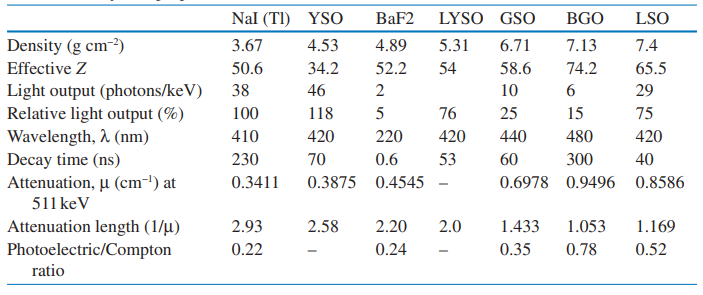 NaI (Tl) YSO BaF2 LYSO GSO BGO LSO
Density (g cm⁻²) 3.67 4.53 4.89 5.31 6.71 7.13 7.4
Effective Z 50.6 34.2 52.2 54 58.6 74.2 65.5
Light output (photons/keV) 38 46 2 10 6 29
Relative light output (%) 100 118 5 76 25 15 75
Wavelength, λ (nm) 410 420 220 420 440 480 420
Decay time (ns) 230 70 0.6 53 60 300 40
Attenuation, μ (cm⁻¹) at 0.3411 0.3875 0.4545 – 0.6978 0.9496 0.8586
511 keV
Attenuation length (1/μ) 2.93 2.58 2.20 2.0 1.433 1.053 1.169
Photoelectric/Compton 0.22 – 0.24 – 0.35 0.78 0.52
ratio